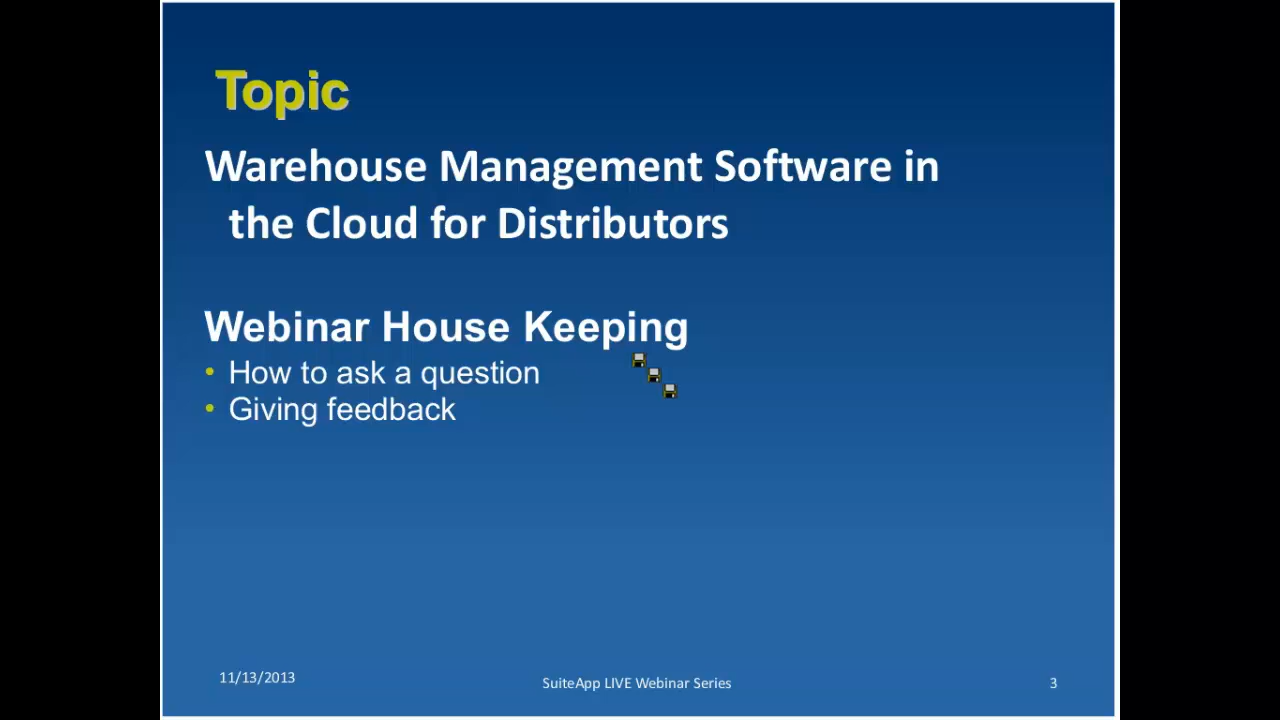 Topic
Warehouse Management Software in
the Cloud for Distributors
Webinar House Keeping
• How to ask a question
• Giving feedback
11/13/2013
SuiteApp LIVE Webinar Series
3